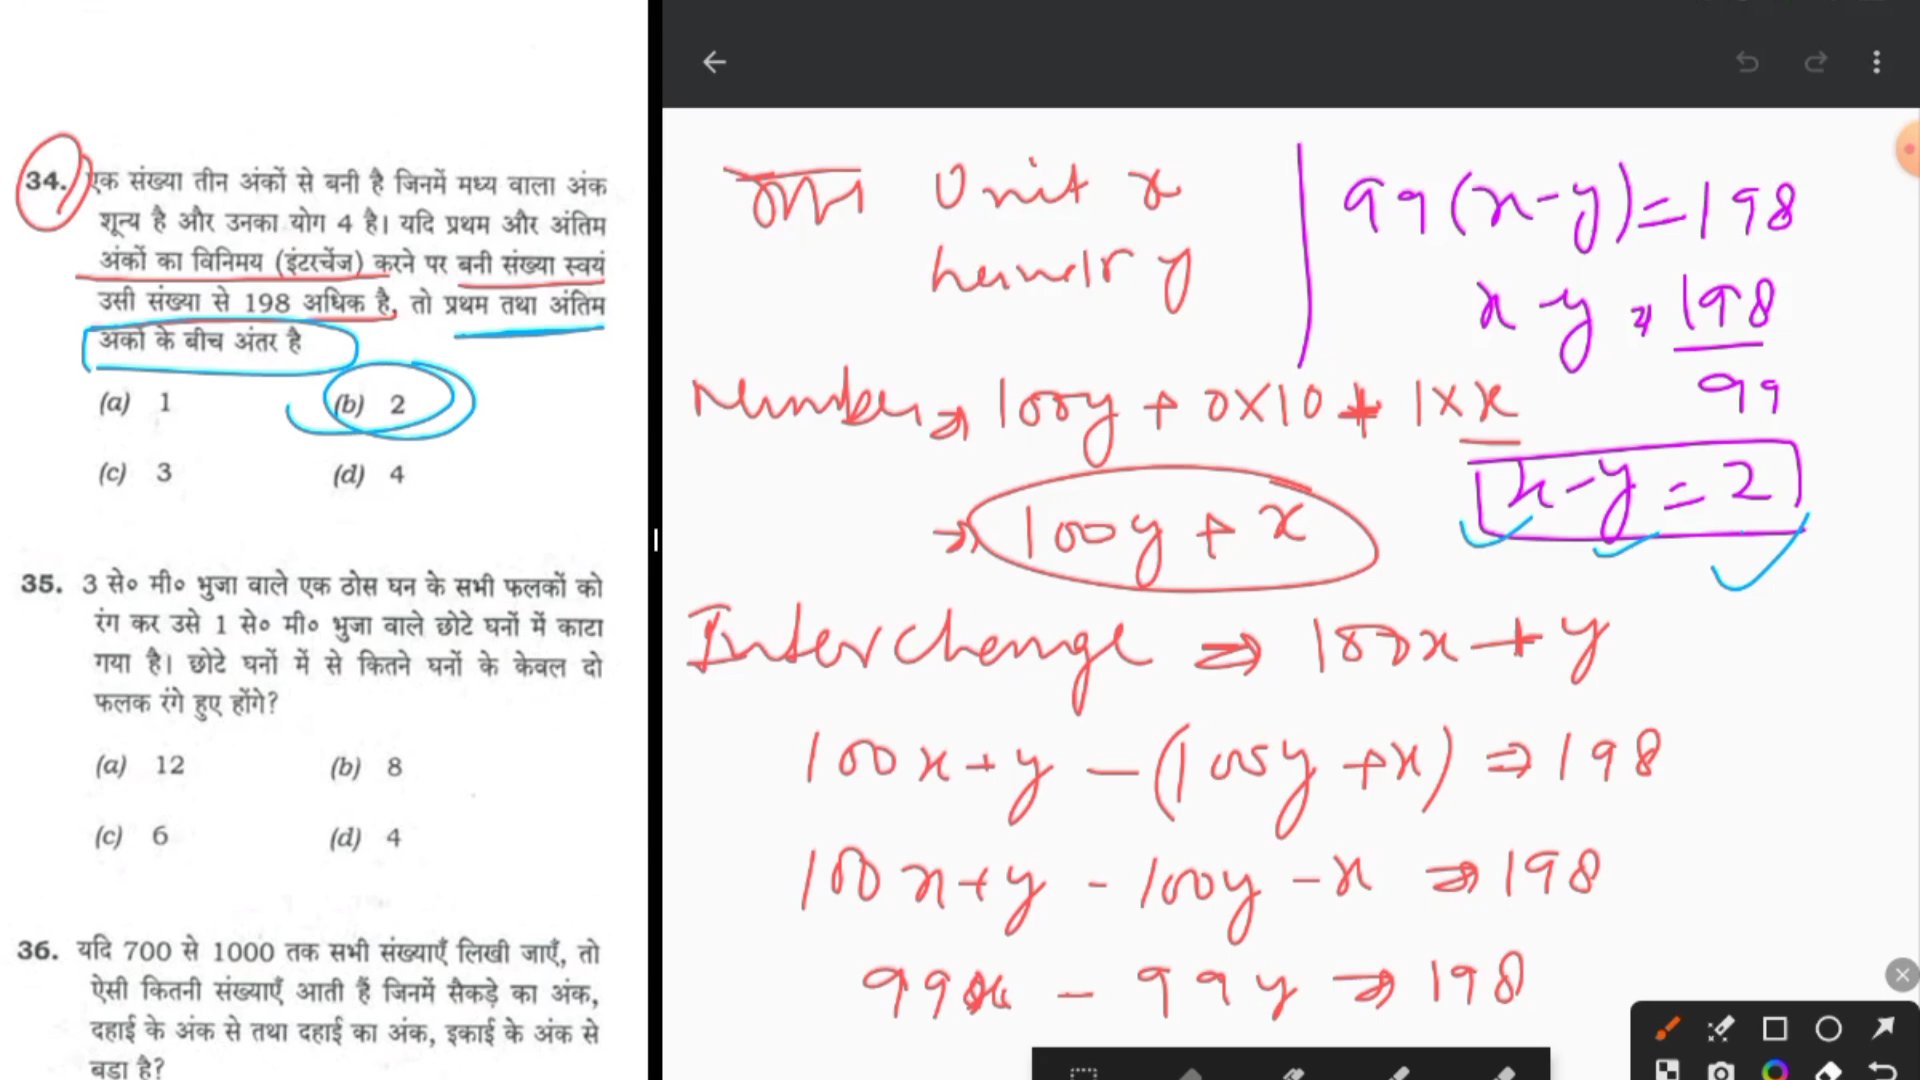 34. एक संख्या तीन अंकों से बनी है जिनमें मध्य वाला अंक
शून्य है और उनका योग 4 है। यदि प्रथम और अंतिम
अंकों का विनिमय (इंटरचेंज) करने पर बनी संख्या स्वयं
उसी संख्या से 198 अधिक है, तो प्रथम तथा अंतिम
अंकों के बीच अंतर है
(a) 1 (b) 2
(c) 3 (d) 4
35. 3 से० मी० भुजा वाले एक ठोस घन के सभी फलकों को
रंग कर उसे 1 से० मी० भुजा वाले छोटे घनों में काटा
गया है। छोटे घनों में से कितने घनों के केवल दो
फलक रंगे हुए होंगे?
(a) 12 (b) 8
(c) 6 (d) 4
36. यदि 700 से 1000 तक सभी संख्याएँ लिखी जाएँ, तो
ऐसी कितनी संख्याएँ आती हैं जिनमें सैकड़े का अंक,
दहाई के अंक से तथा दहाई का अंक, इकाई के अंक से
बड़ा है?
Unit x
y
Number → 100y + 0×10 + 1×x
→ 100y + x
Interchange ⇒ 100x + y
100x + y - (100y + x) ⇒ 198
100x + y - 100y - x ⇒ 198
99x - 99y ⇒ 198
99(x-y) = 198
x-y = 198
99
x-y = 2